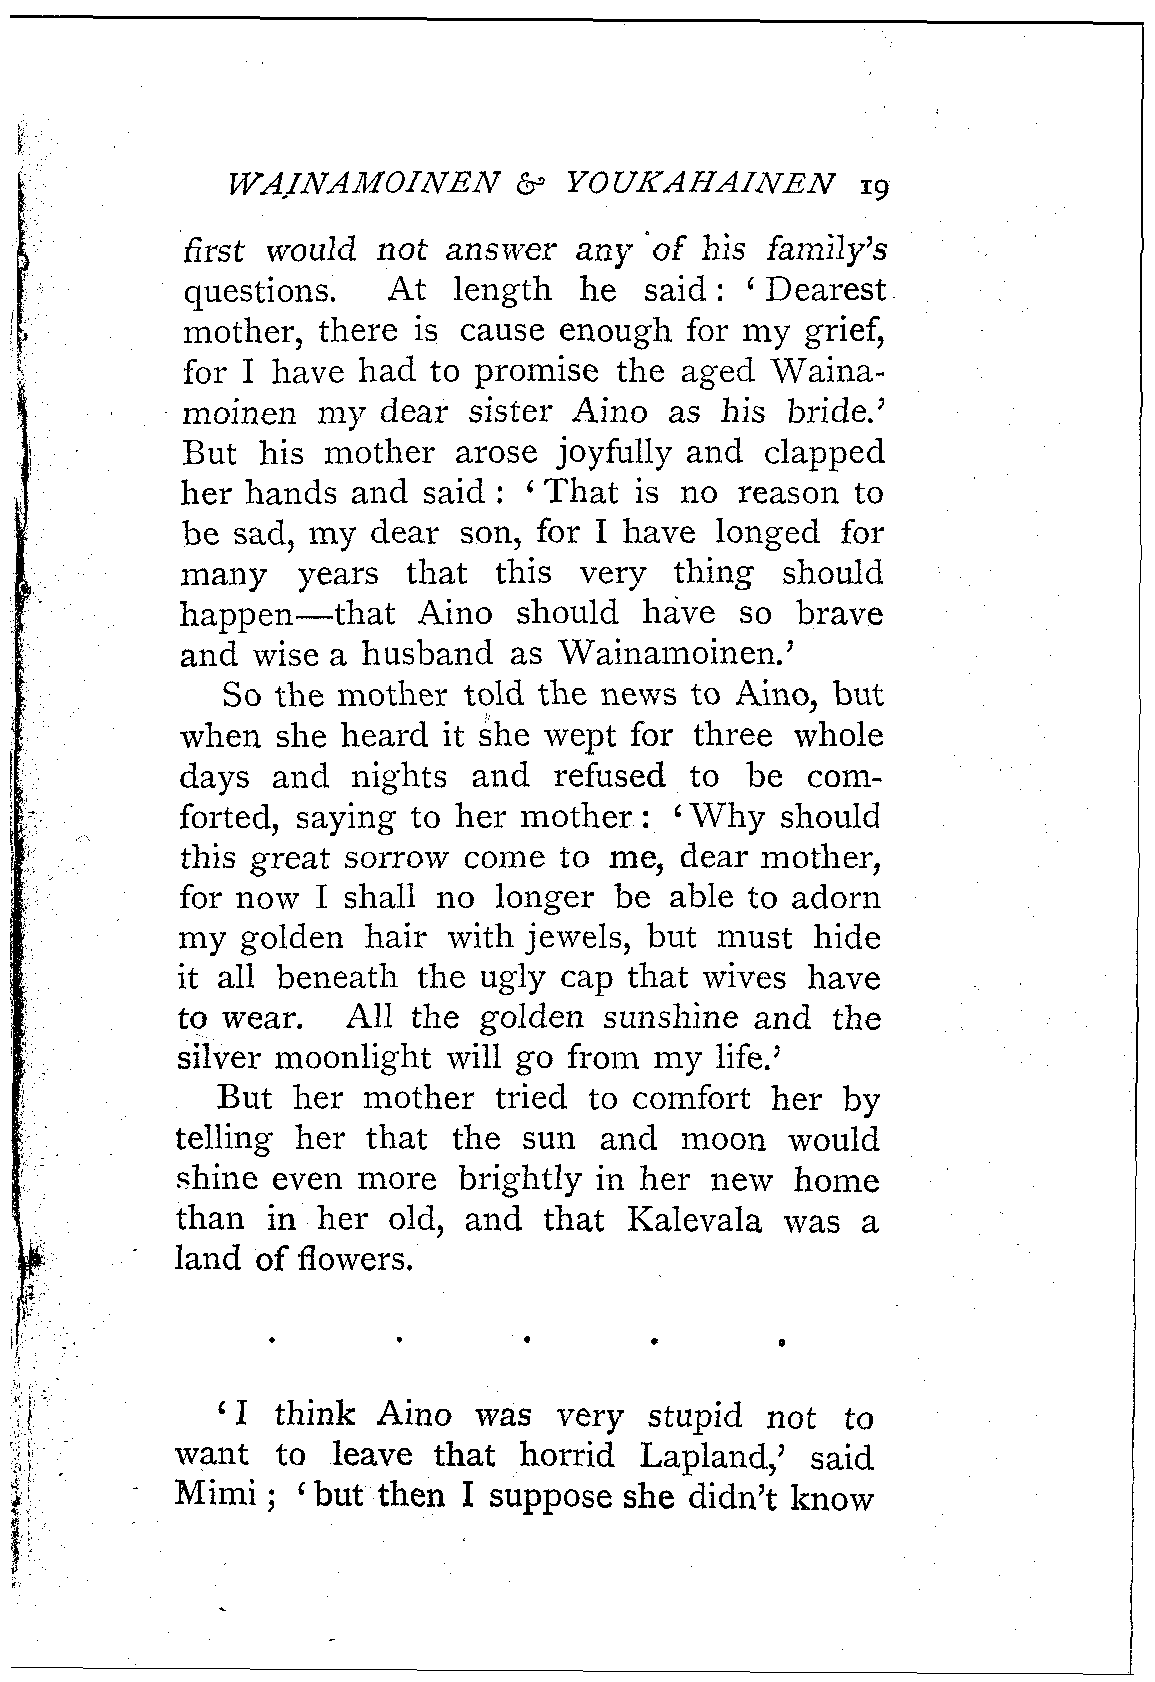 WAINAMOINEN & YOUKAHAINEN 19
first would not answer any of his family's
questions. At length he said: ‘Dearest
mother, there is cause enough for my grief,
for I have had to promise the aged Waina-
moinen my dear sister Aino as his bride.’
But his mother arose joyfully and clapped
her hands and said: ‘That is no reason to
be sad, my dear son, for I have longed for
many years that this very thing should
happen—that Aino should have so brave
and wise a husband as Wainamoinen.’
So the mother told the news to Aino, but
when she heard it she wept for three whole
days and nights and refused to be com-
forted, saying to her mother: ‘Why should
this great sorrow come to me, dear mother,
for now I shall no longer be able to adorn
my golden hair with jewels, but must hide
it all beneath the ugly cap that wives have
to wear. All the golden sunshine and the
silver moonlight will go from my life.’
But her mother tried to comfort her by
telling her that the sun and moon would
shine even more brightly in her new home
than in her old, and that Kalevala was a
land of flowers.
. . . . .
‘I think Aino was very stupid not to
want to leave that horrid Lapland,’ said
Mimi; ‘but then I suppose she didn't know